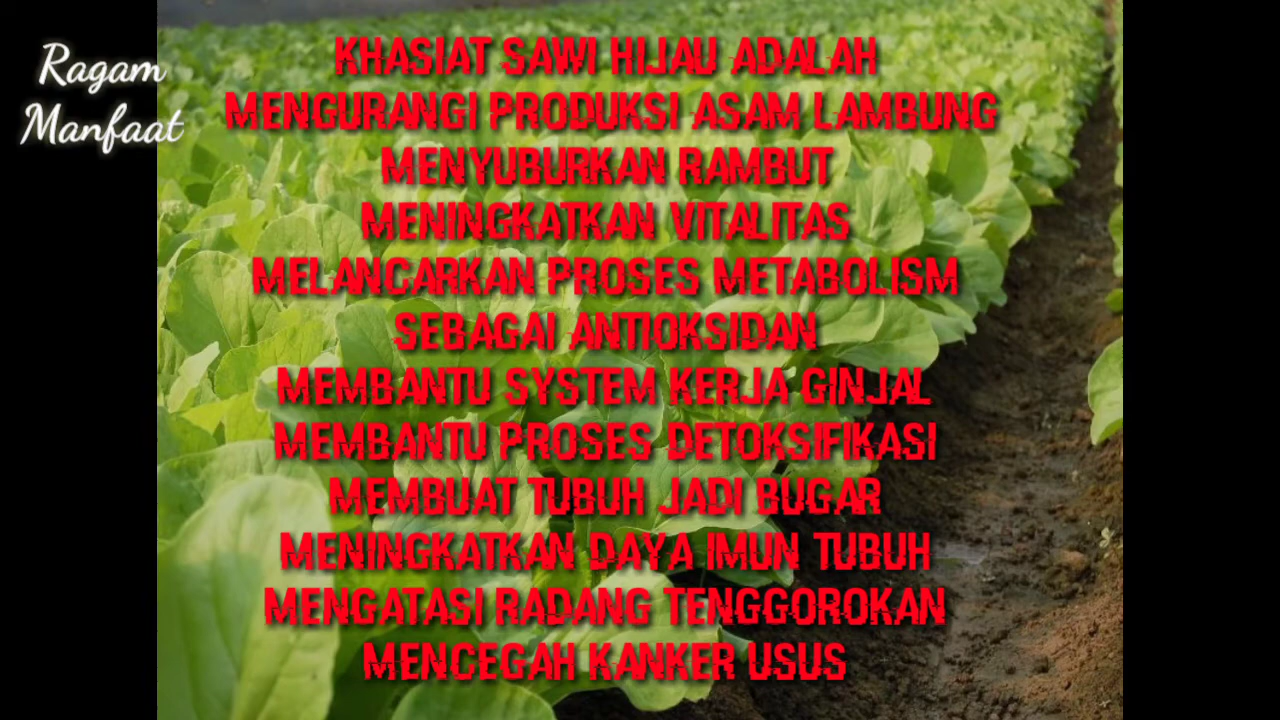 Ragam
Manfaat
KHASIAT SAWI HIJAU ADALAH
MENGURANGI PRODUKSI ASAM LAMBUNG
MENYUBURKAN RAMBUT
MENINGKATKAN VITALITAS
MELANCARKAN PROSES METABOLISM
SEBAGAI ANTIOKSIDAN
MEMBANTU SYSTEM KERJA GINJAL
MEMBANTU PROSES DETOKSIFIKASI
MEMBUAT TUBUH JADI BUGAR
MENINGKATKAN DAYA IMUN TUBUH
MENGATASI RADANG TENGGOROKAN
MENCEGAH KANKER USUS